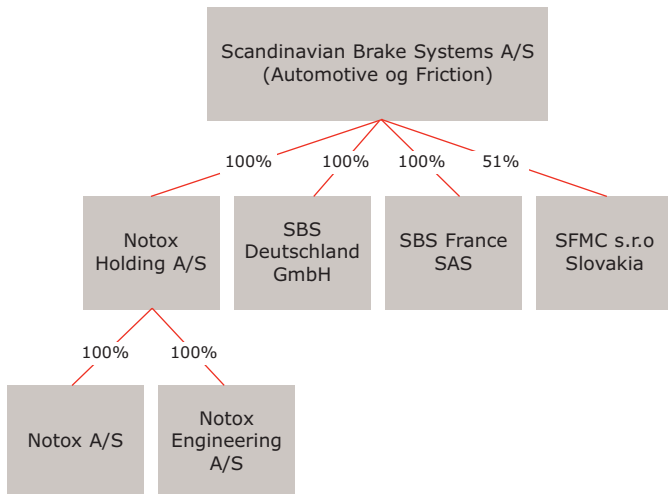 Scandinavian Brake Systems A/S
(Automotive og Friction)
100%
100%
100%
51%
Notox
Holding A/S
SBS
Deutschland
GmbH
SBS France
SAS
SFMC s.r.o
Slovakia
100%
100%
Notox A/S
Notox
Engineering
A/S